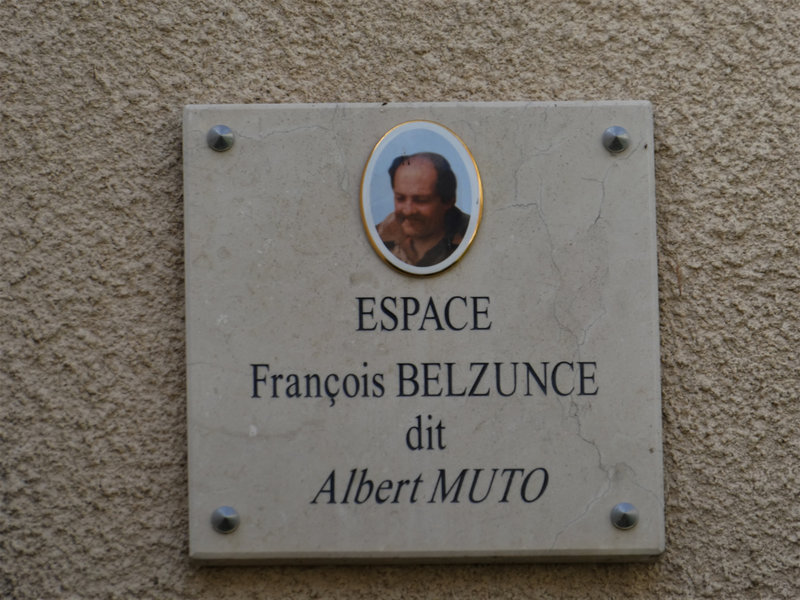 ESPACE
François BELZUNCE
dit
Albert MUTO